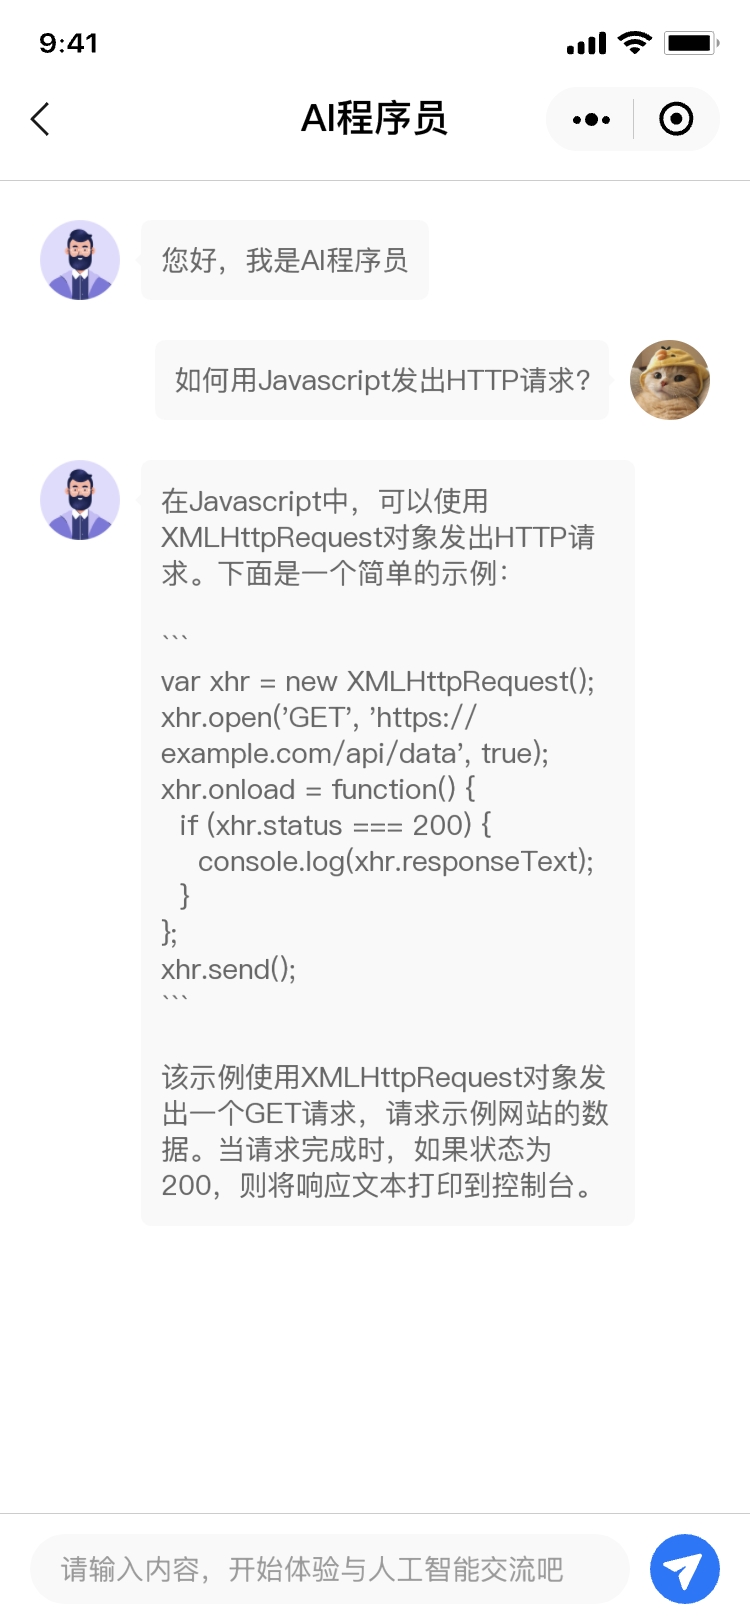 9:41
AI程序员
您好，我是AI程序员
如何用Javascript发出HTTP请求?
在Javascript中，可以使用
XMLHttpRequest对象发出HTTP请
求。下面是一个简单的示例：
```
var xhr = new XMLHttpRequest();
xhr.open('GET', 'https://
example.com/api/data', true);
xhr.onload = function() {
  if (xhr.status === 200) {
    console.log(xhr.responseText);
  }
};
xhr.send();
```
该示例使用XMLHttpRequest对象发
出一个GET请求，请求示例网站的数
据。当请求完成时，如果状态为
200，则将响应文本打印到控制台。
请输入内容，开始体验与人工智能交流吧